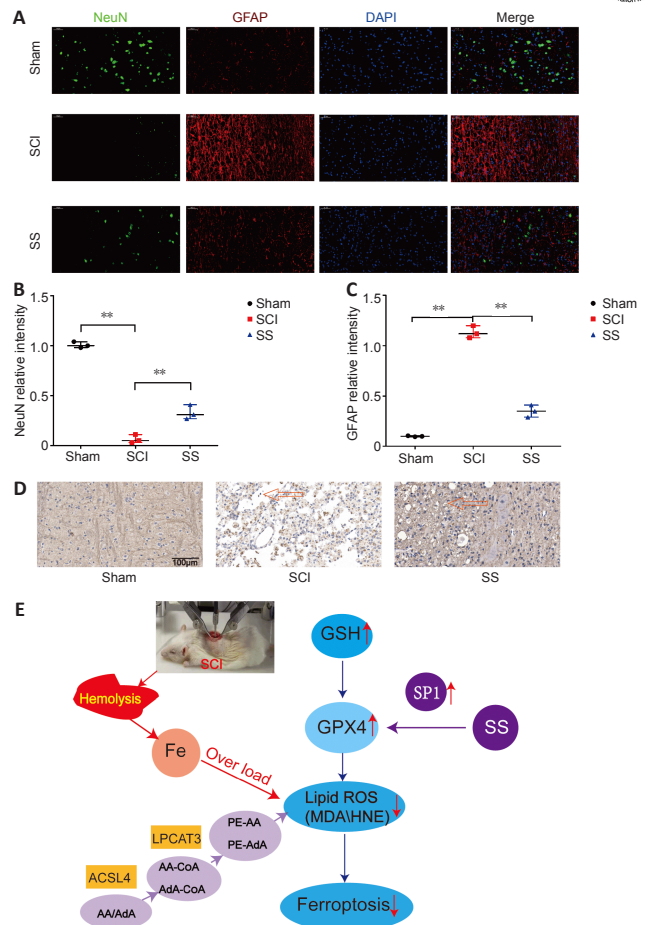 A
NeuN GFAP DAPI Merge
Sham
SCI
SS
B
NeuN relative intensity
1.5
1.0
0.5
0
**
**
Sham
SCI
SS
Sham SCI SS
C
GFAP relative intensity
1.5
1.0
0.5
0
** **
Sham
SCI
SS
Sham SCI SS
D
100μm
Sham SCI SS
E
SCI
GSH
Hemolysis
SP1
GPX4
SS
Fe
Over load
Lipid ROS
(MDA\HNE)
PE-AA
PE-AdA
LPCAT3
AA-CoA
AdA-CoA
ACSL4
AA/AdA
Ferroptosis